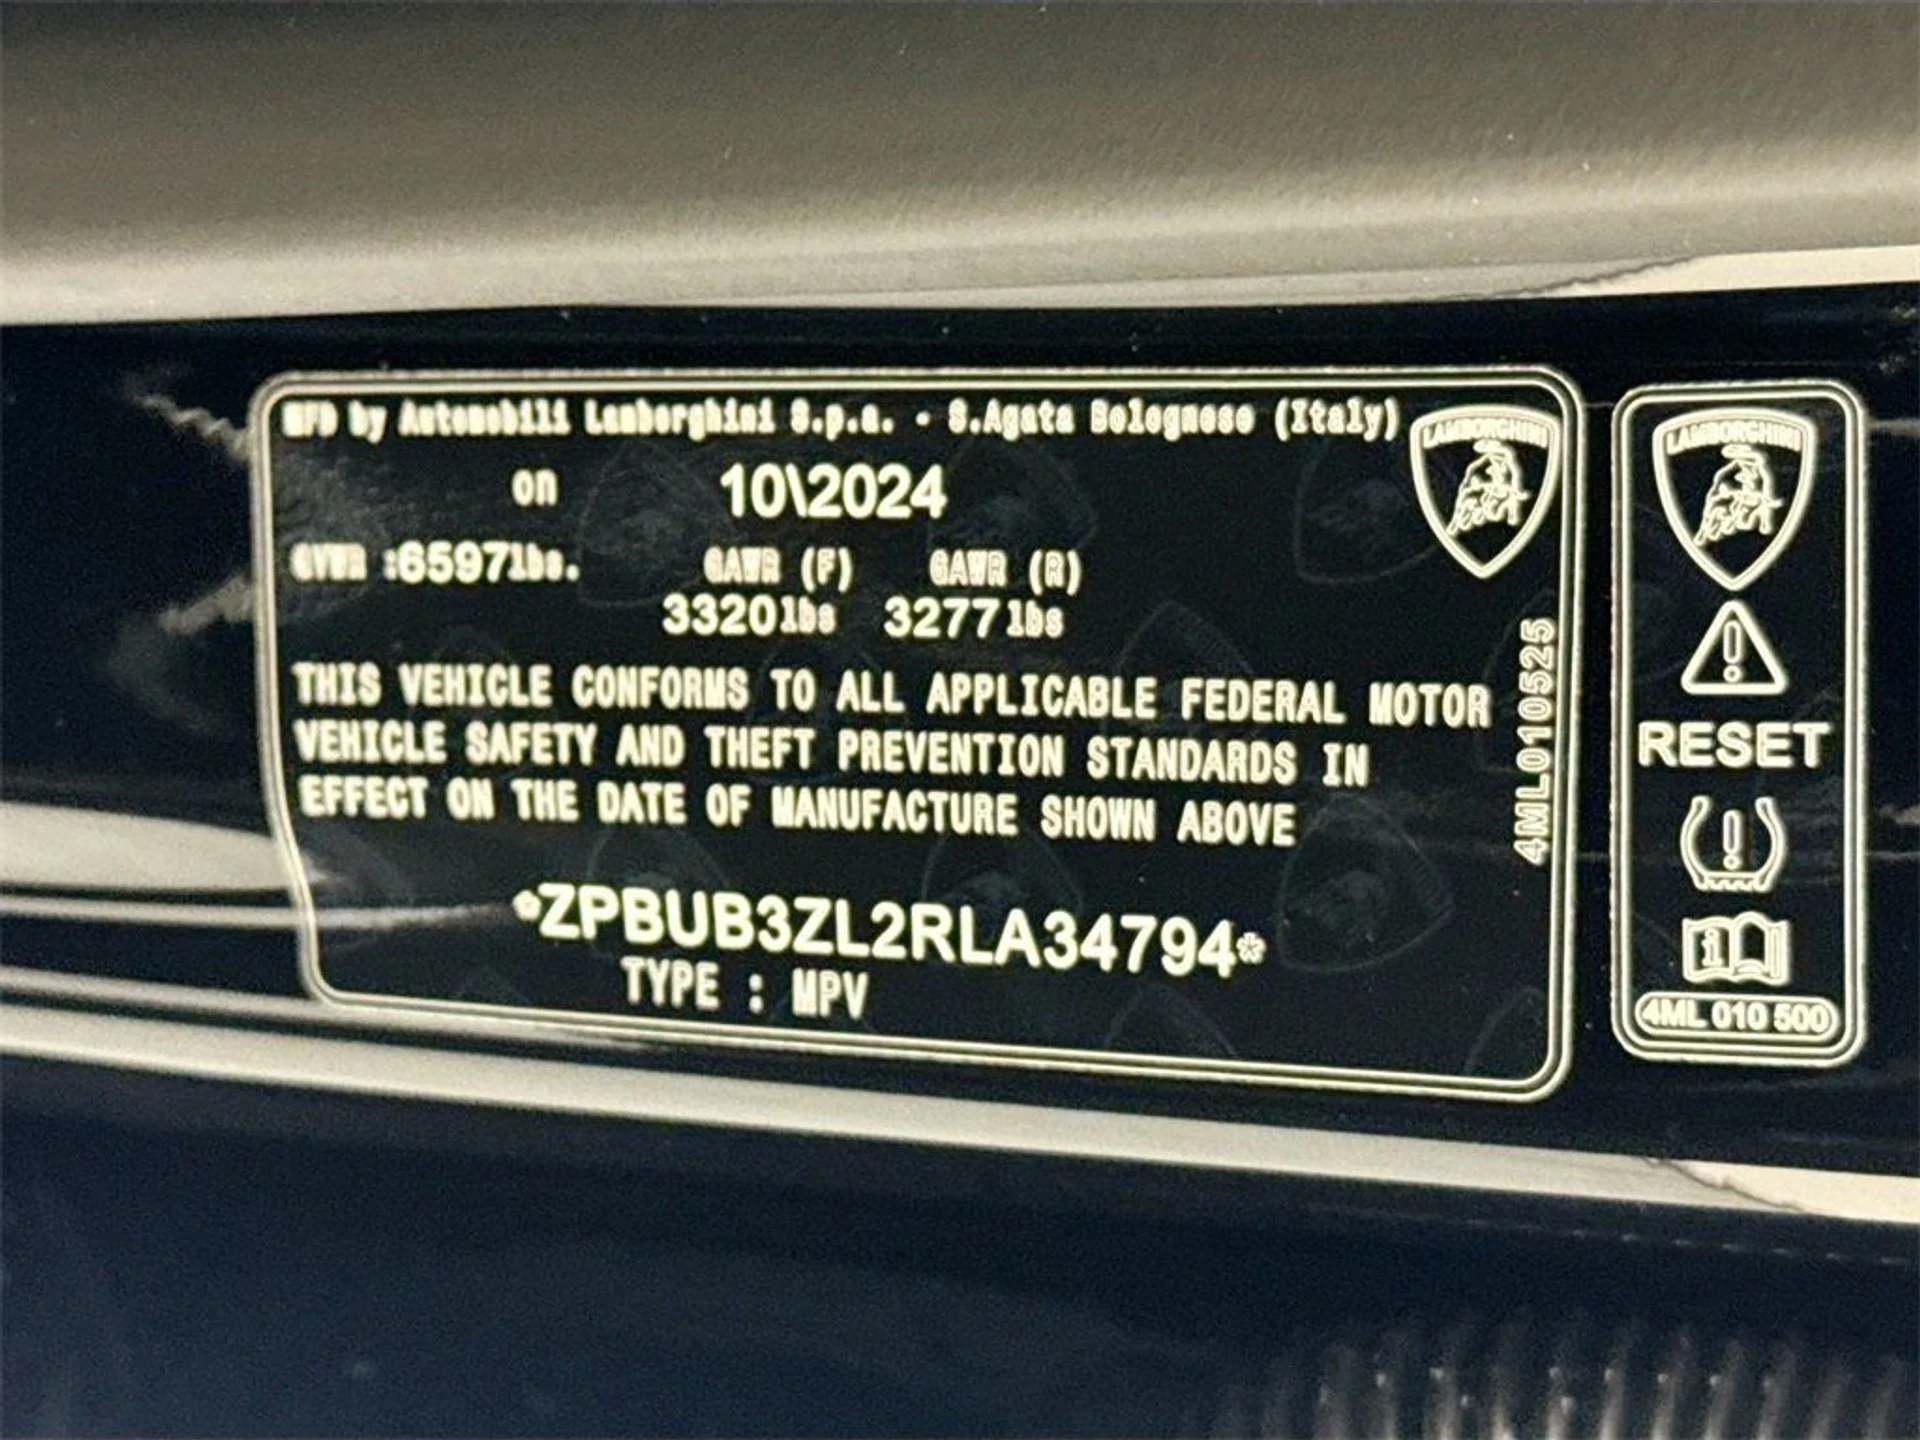 MFD by Automobili Lamborghini S.p.a. - S.Agata Bolognese (Italy)
on 10\2024
GVWR :6597lbs. GAWR (F) GAWR (R)
3320lbs 3277lbs
THIS VEHICLE CONFORMS TO ALL APPLICABLE FEDERAL MOTOR
VEHICLE SAFETY AND THEFT PREVENTION STANDARDS IN
EFFECT ON THE DATE OF MANUFACTURE SHOWN ABOVE
*ZPBUB3ZL2RLA34794*
TYPE : MPV
LAMBORGHINI
4ML010525
LAMBORGHINI
RESET
4ML 010 500